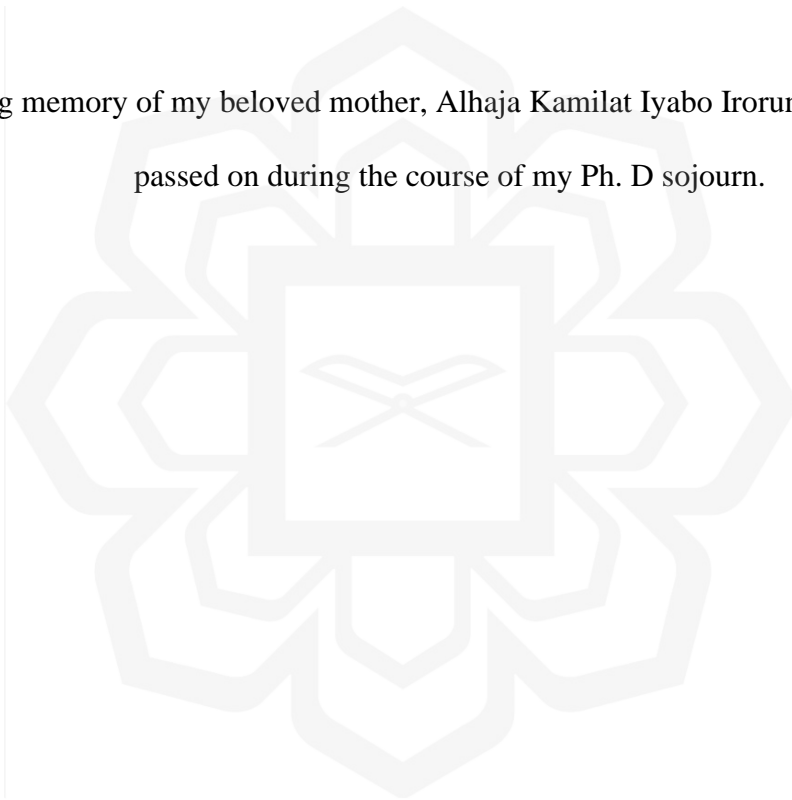 memory of my beloved mother, Alhaja Kamilat Iyabo
passed on during the course of my Ph. D sojourn.